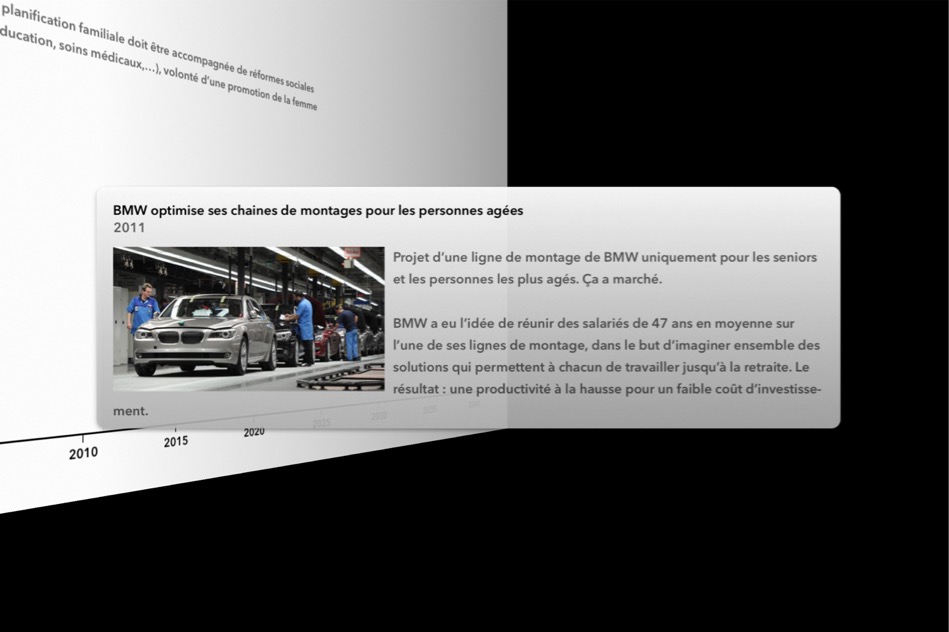 planification familiale doit être accompagnée de réformes sociales
ducation, soins médicaux,...), volonté d'une promotion de la femme
BMW optimise ses chaines de montages pour les personnes agées
2011
Projet d'une ligne de montage de BMW uniquement pour les seniors
et les personnes les plus agés. Ça a marché.
BMW a eu l'idée de réunir des salariés de 47 ans en moyenne sur
l'une de ses lignes de montage, dans le but d'imaginer ensemble des
solutions qui permettent à chacun de travailler jusqu'à la retraite. Le
résultat : une productivité à la hausse pour un faible coût d'investisse-
ment.
2010 2015 2020 2025